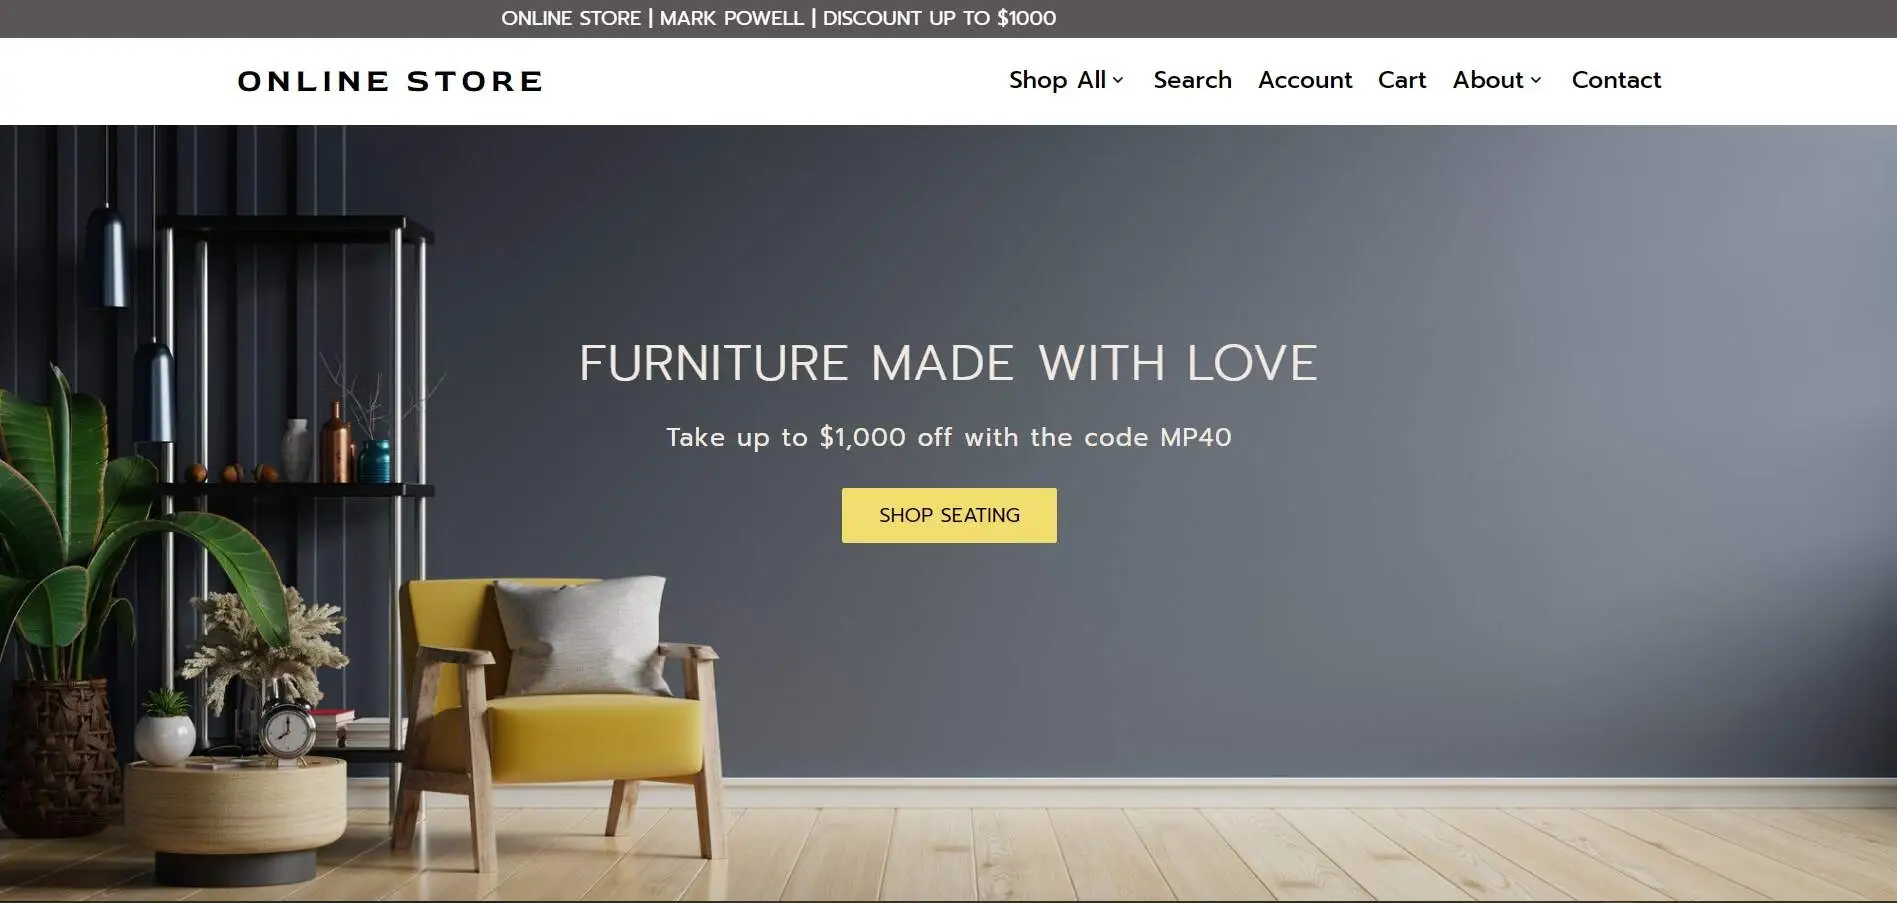 ONLINE STORE | MARK POWELL | DISCOUNT UP TO $1000
ONLINE STORE
Shop All Search Account Cart About Contact
FURNITURE MADE WITH LOVE
Take up to $1,000 off with the code MP40
SHOP SEATING